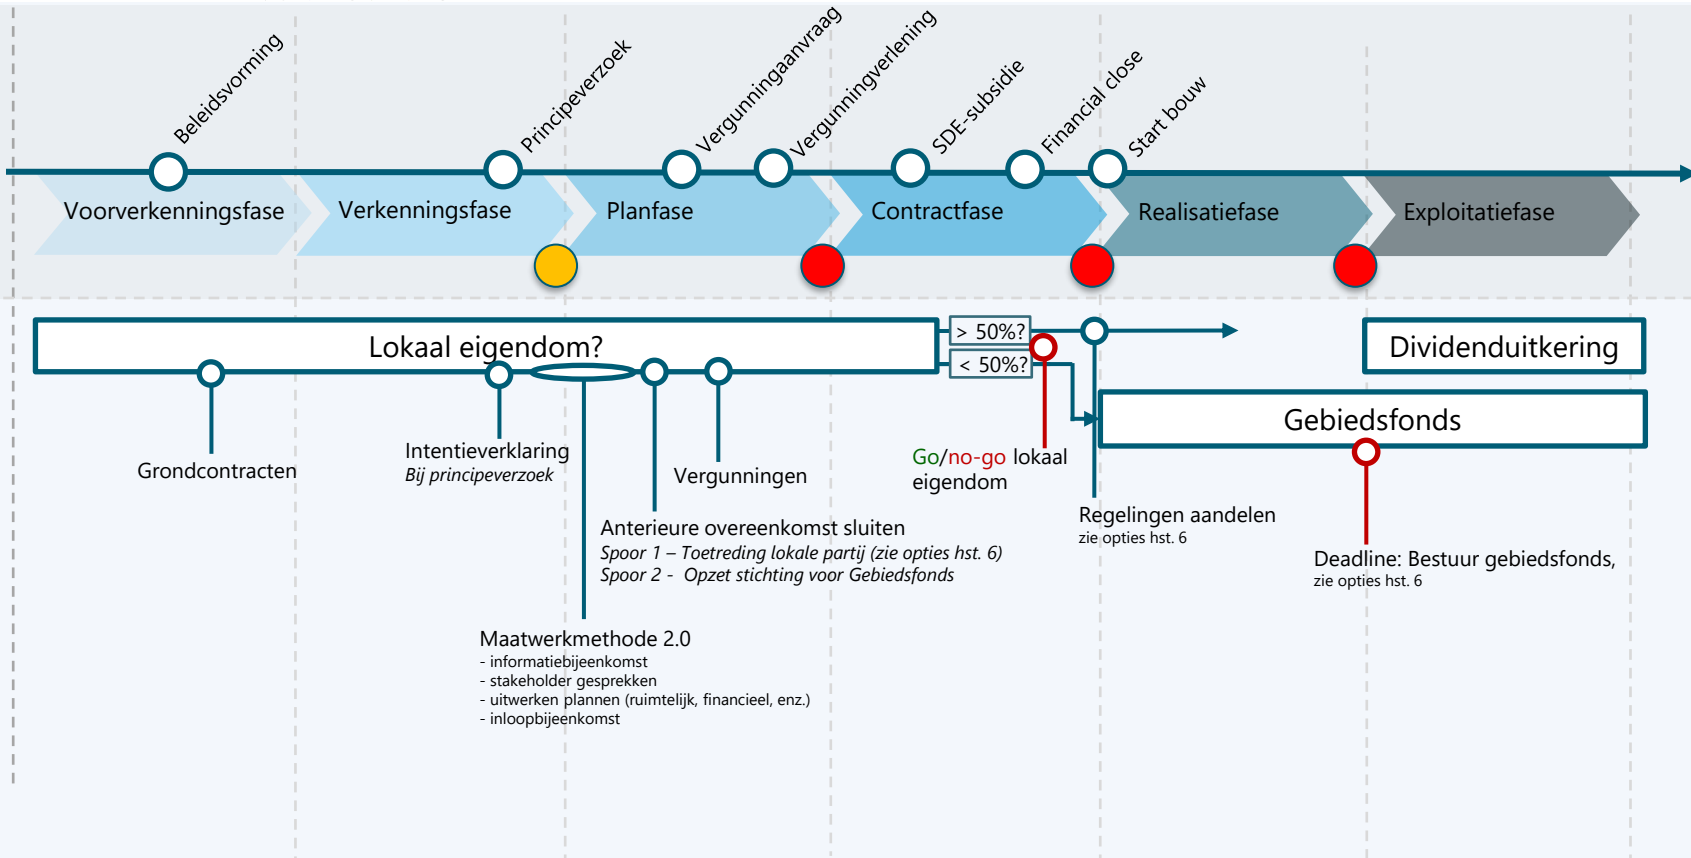 Beleidsvorming
Principeverzoek
Vergunningaanvraag
Vergunningverlening
SDE-subsidie
Financial close
Start bouw
Voorverkenningsfase
Verkenningsfase
Planfase
Contractfase
Realisatiefase
Exploitatiefase
Lokaal eigendom?
> 50%?
< 50%?
Dividenduitkering
Gebiedsfonds
Grondcontracten
Intentieverklaring
Bij principeverzoek
Vergunningen
Go/no-go lokaal
eigendom
Anterieure overeenkomst sluiten
Spoor 1 – Toetreding lokale partij (zie opties hst. 6)
Spoor 2 - Opzet stichting voor Gebiedsfonds
Regelingen aandelen
zie opties hst. 6
Deadline: Bestuur gebiedsfonds,
zie opties hst. 6
Maatwerkmethode 2.0
- informatiebijeenkomst
- stakeholder gesprekken
- uitwerken plannen (ruimtelijk, financieel, enz.)
- inloopbijeenkomst